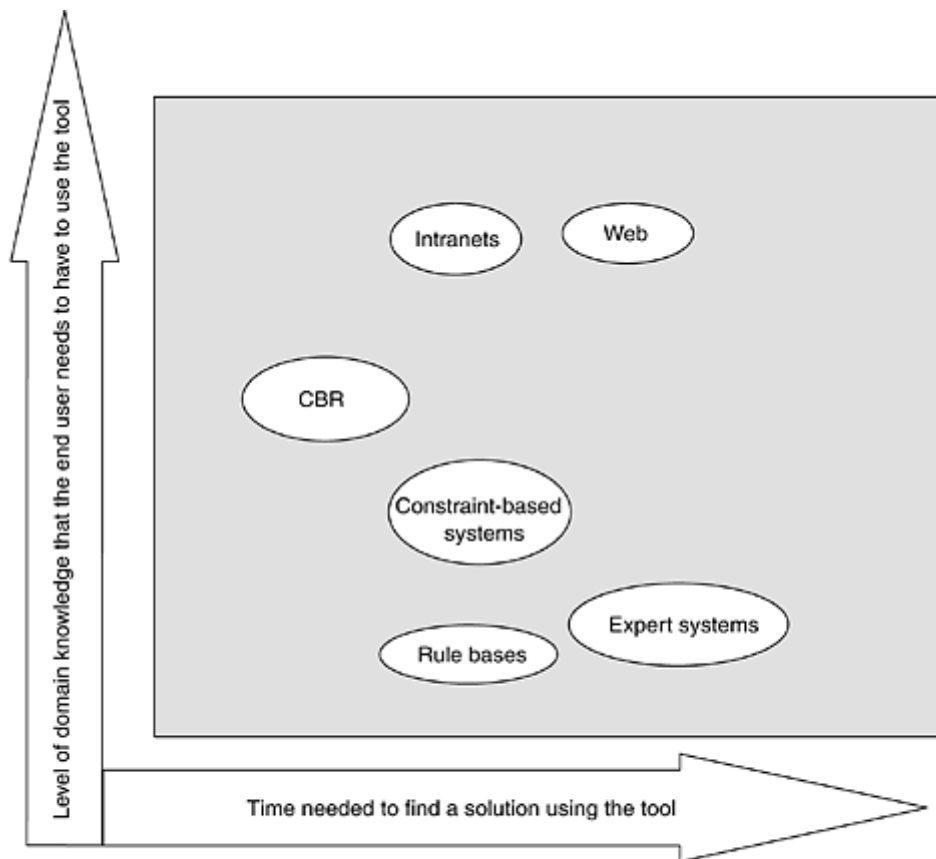 Level of domain knowledge that the end user needs to have to use the tool
Intranets
Web
CBR
Constraint-based
systems
Expert systems
Rule bases
Time needed to find a solution using the tool